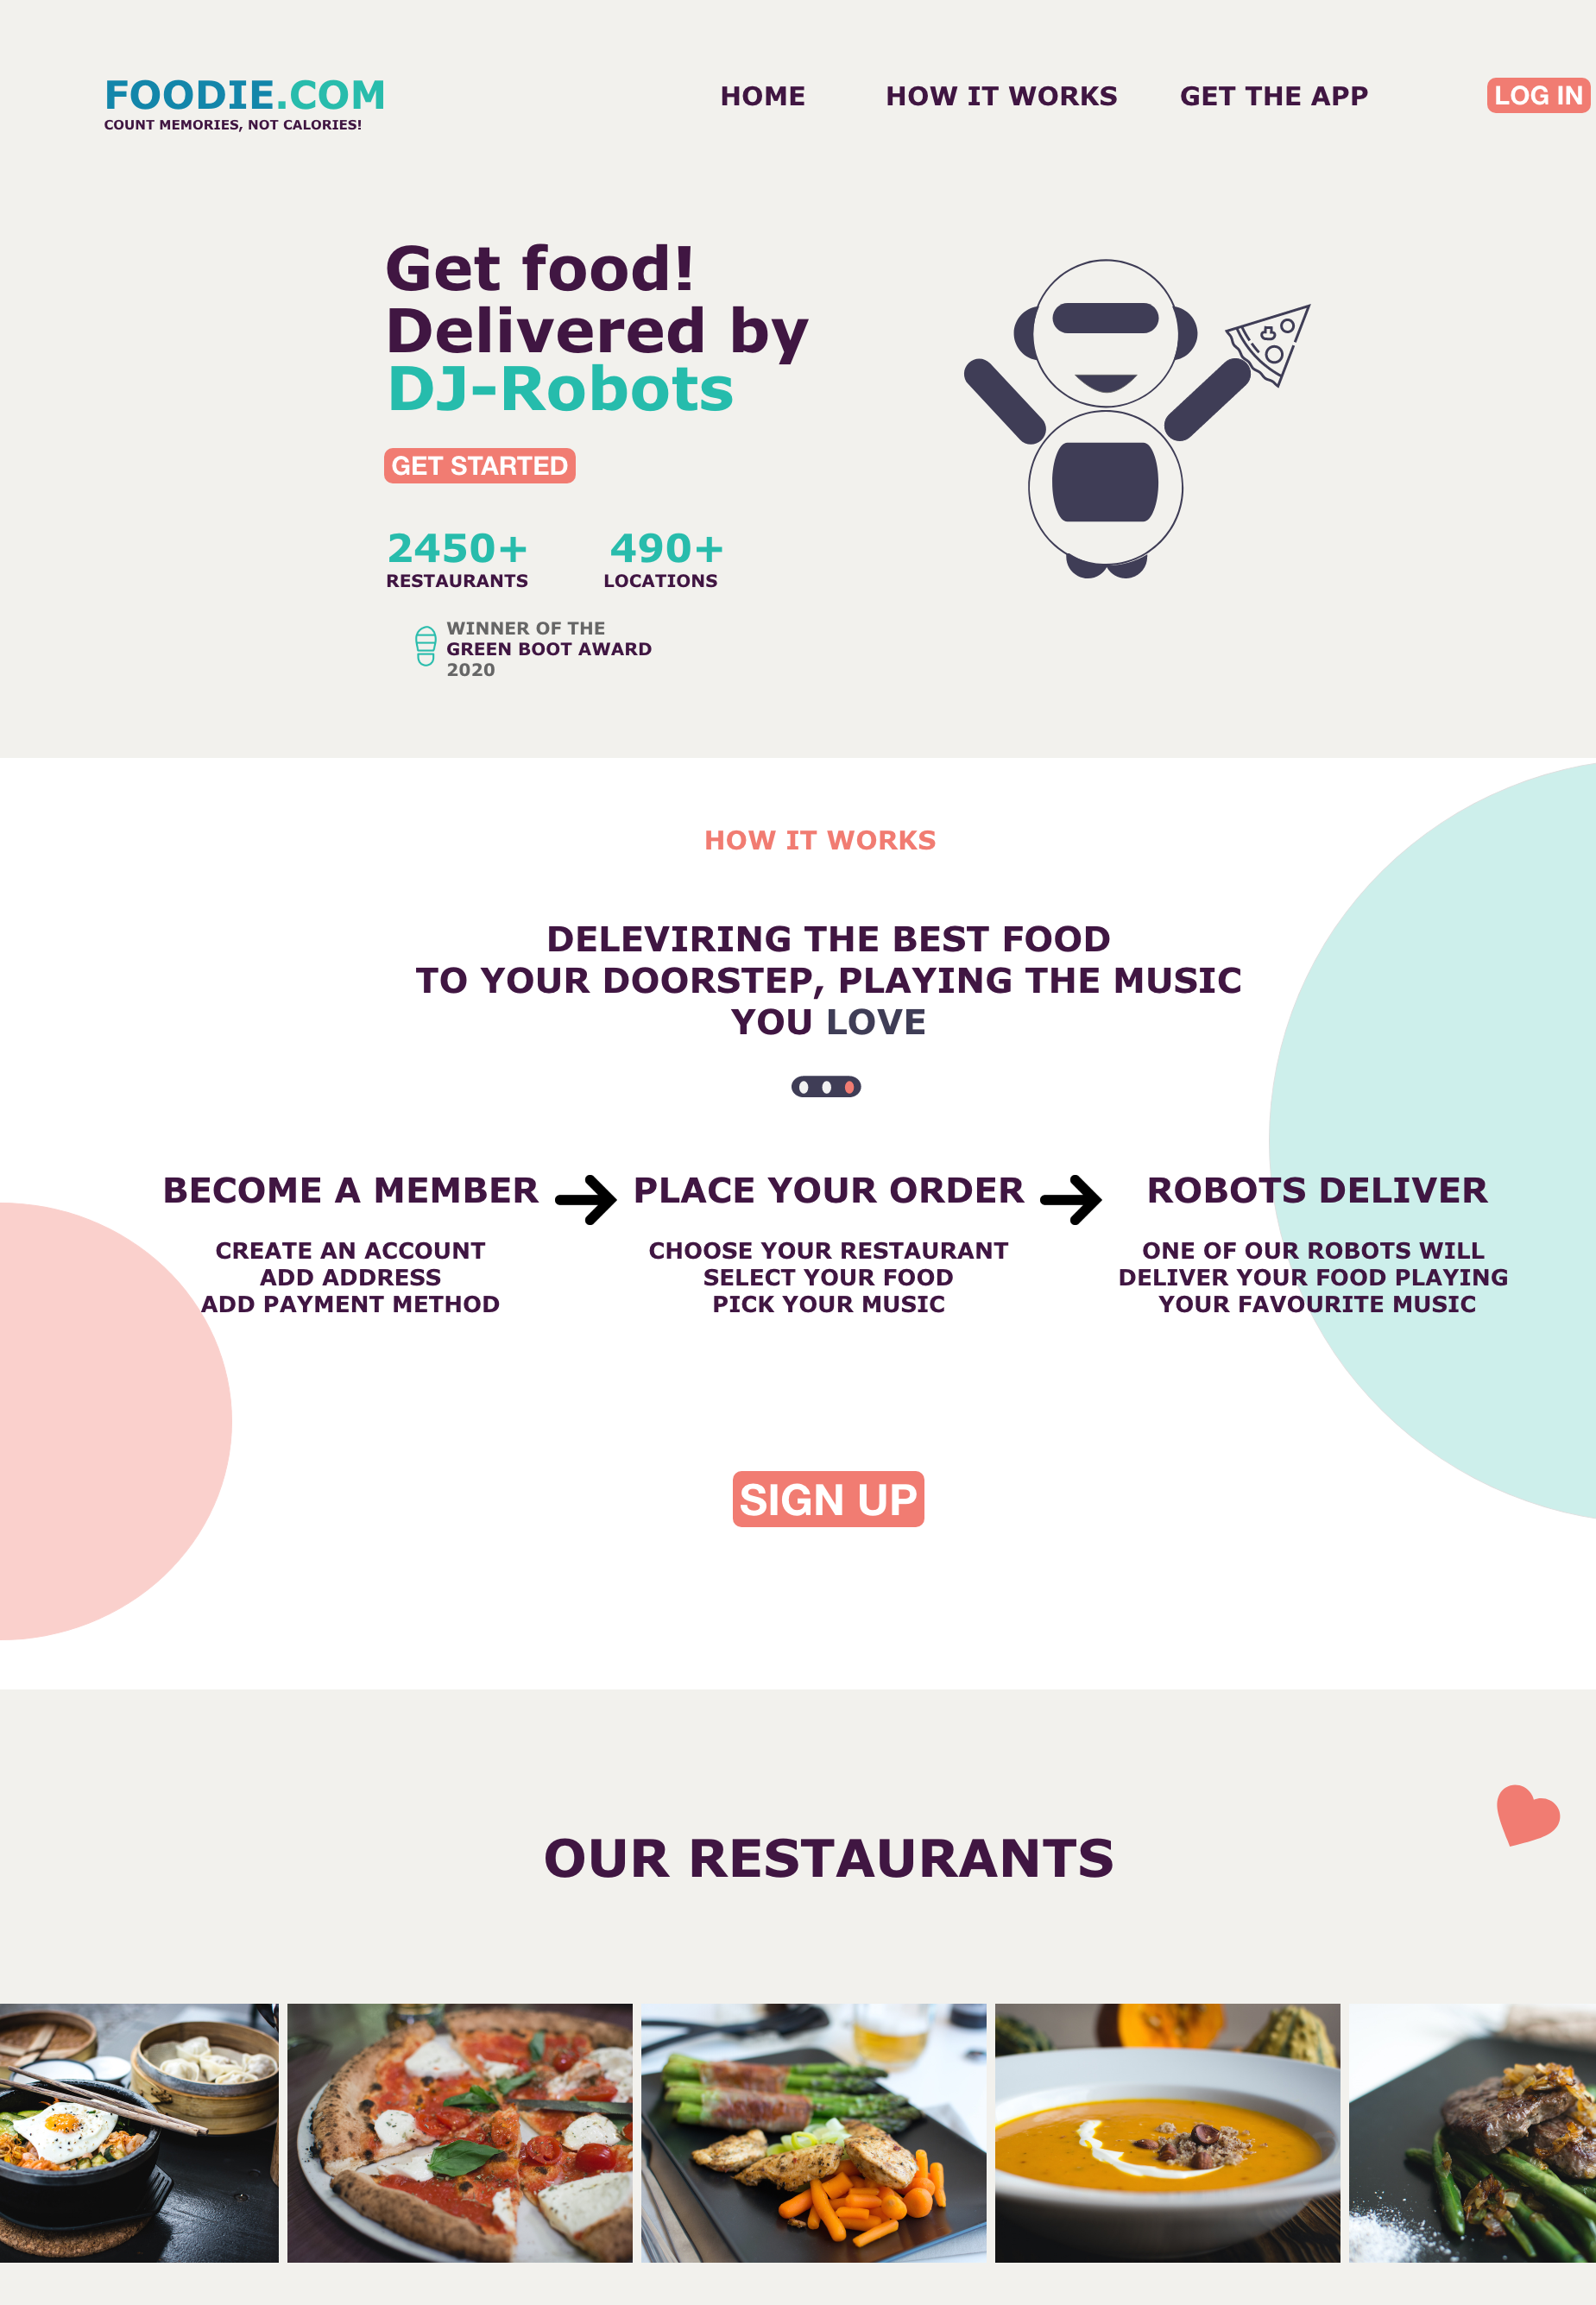 FOODIE.COM
COUNT MEMORIES, NOT CALORIES!
HOME
HOW IT WORKS
GET THE APP
LOG IN
Get food!
Delivered by
DJ-Robots
GET STARTED
2450+
RESTAURANTS
490+
LOCATIONS
WINNER OF THE
GREEN BOOT AWARD
2020
HOW IT WORKS
DELEVIRING THE BEST FOOD
TO YOUR DOORSTEP, PLAYING THE MUSIC
YOU LOVE
BECOME A MEMBER
CREATE AN ACCOUNT
ADD ADDRESS
ADD PAYMENT METHOD
PLACE YOUR ORDER
CHOOSE YOUR RESTAURANT
SELECT YOUR FOOD
PICK YOUR MUSIC
ROBOTS DELIVER
ONE OF OUR ROBOTS WILL
DELIVER YOUR FOOD PLAYING
YOUR FAVOURITE MUSIC
SIGN UP
OUR RESTAURANTS